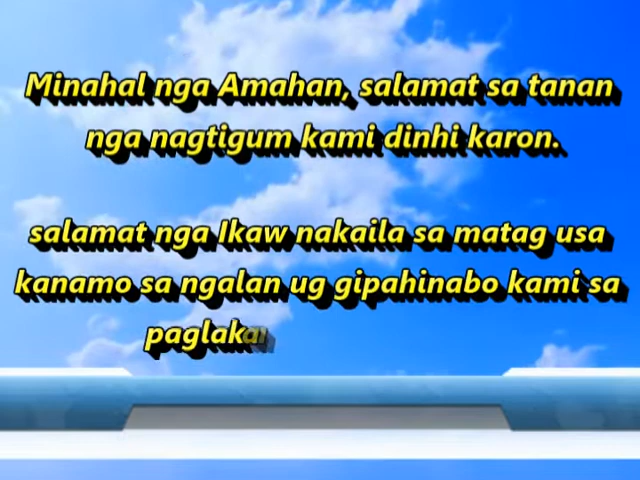 Minahal nga Amahan, salamat sa tanan
nga nagtigum kami dinhi karon.
salamat nga Ikaw nakaila sa matag usa
kanamo sa ngalan ug gipahinabo kami sa